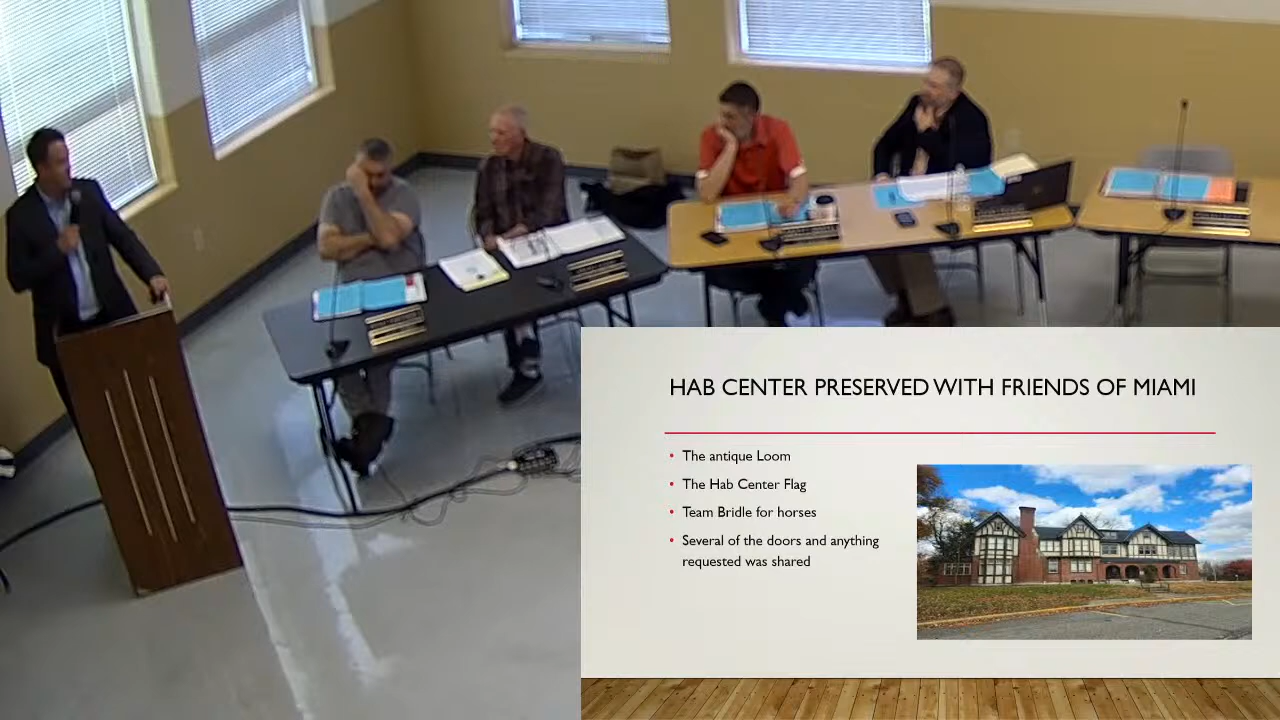 HAB CENTER PRESERVED WITH FRIENDS OF MIAMI
• The antique Loom
• The Hab Center Flag
• Team Bridle for horses
• Several of the doors and anything
requested was shared